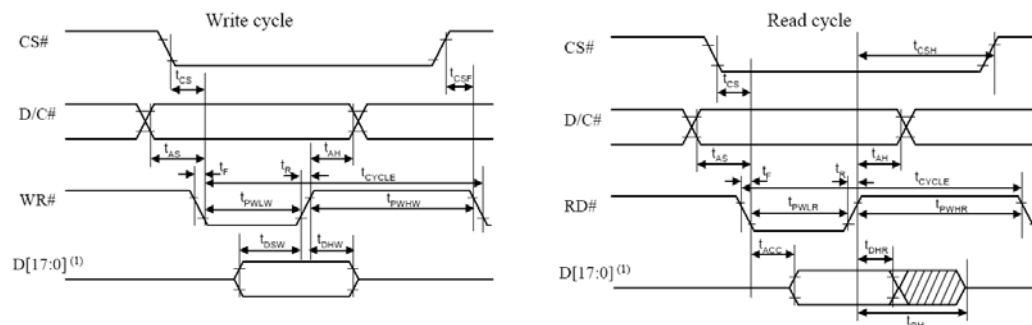 Write cycle
CS#
tCS
tCSF
D/C#
tAS
tF
tR
tAH
tCYCLE
WR#
tPWLW
tPWHW
tDSW
tDHW
D[17:0] (1)
Read cycle
CS#
tCSH
tCS
D/C#
tAS
tF
tR
tAH
tCYCLE
RD#
tPWLR
tPWHR
tACC
tDHR
D[17:0] (1)